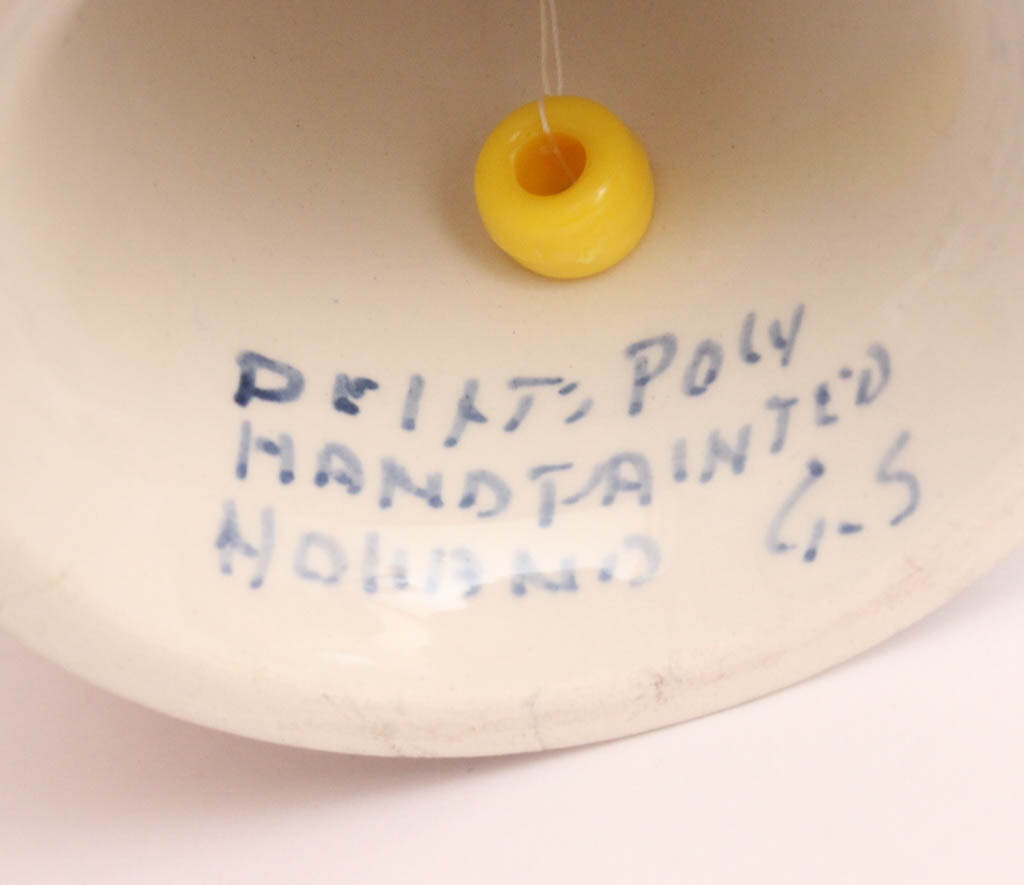 DELFT, POLY
HANDPAINTED
HOLLAND G-S